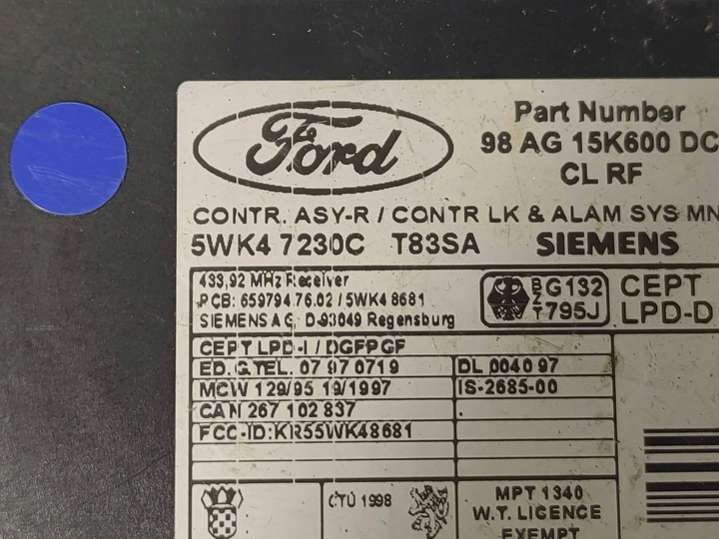 Ford
Part Number
98 AG 15K600 DC
CL RF
CONTR. ASY-R / CONTR LK & ALAM SYS MN
5WK4 7230C T83SA SIEMENS
433,92 MHz Receiver
PCB: 659794.76.02 / 5WK4 8681
SIEMENS AG, D-93049 Regensburg
BZT G132
795J
CEPT
LPD-D
CEPT LPD-I / DGFPGF
ED.G.TEL. 07 97 0719
DL 0040 97
MCW 129/95 19/1997
IS-2685-00
CAN 267 102 837
FCC-ID:KR55WK48681
ČTÚ 1998
MPT 1340
W.T. LICENCE
EXEMPT